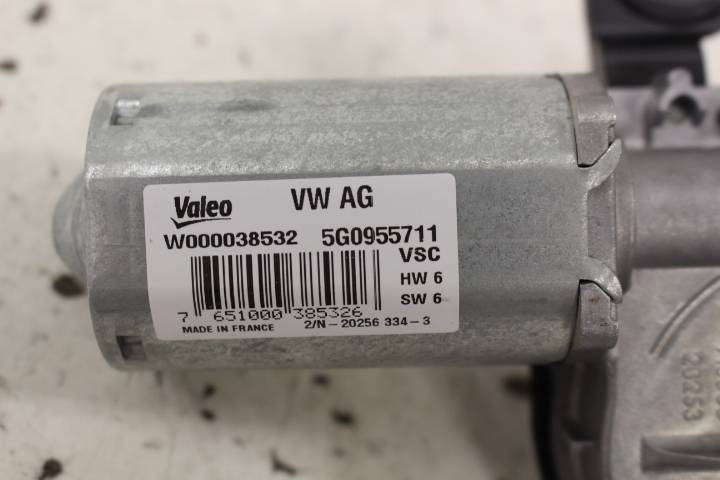 Valeo VW AG
W000038532 5G0955711
VSC
HW 6
SW 6
7 651000 385326
MADE IN FRANCE 2/N-20256 334-3
20253